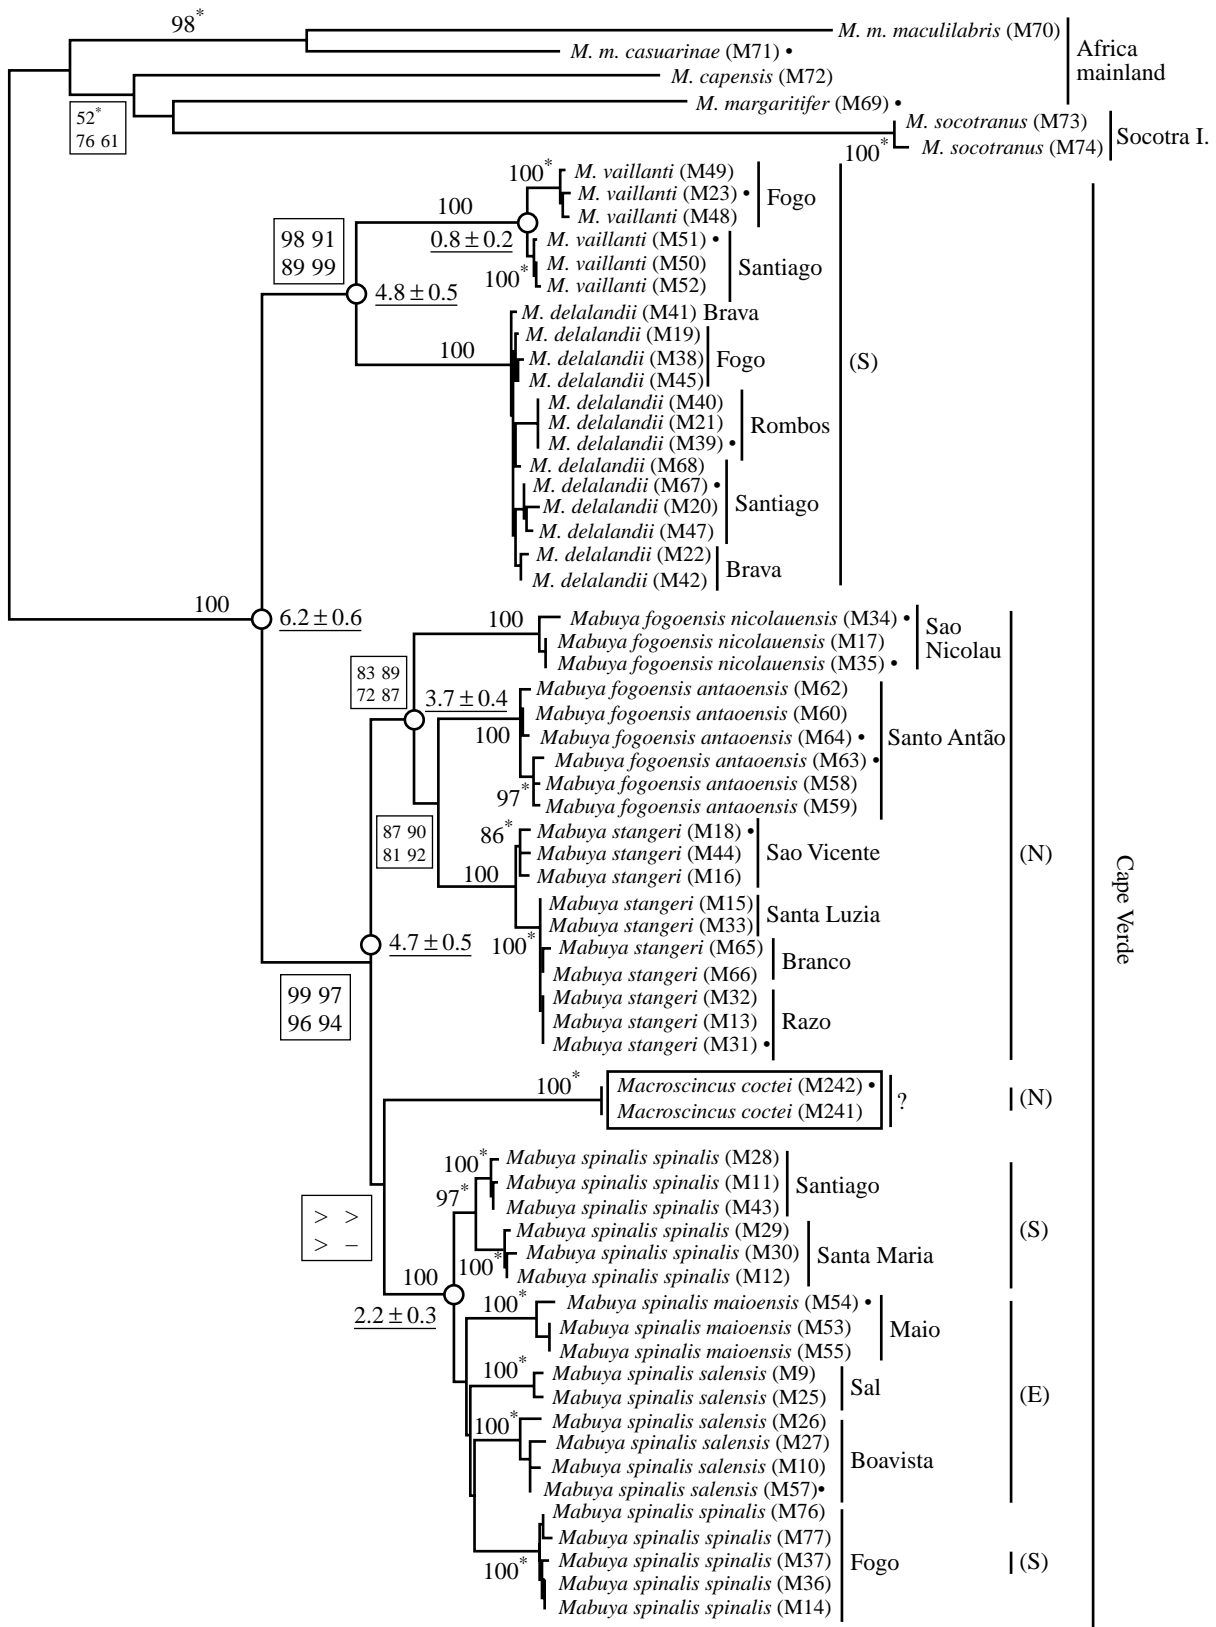 98*
M. m. maculilabris (M70)
M. m. casuarinae (M71) •
M. capensis (M72)
M. margaritifer (M69) •
Africa
mainland
52*
76 61
M. socotranus (M73)
M. socotranus (M74)
100*
Socotra I.
100*
M. vaillanti (M49)
M. vaillanti (M23) •
M. vaillanti (M48)
Fogo
100
0.8 ± 0.2
M. vaillanti (M51) •
M. vaillanti (M50)
M. vaillanti (M52)
100*
Santiago
98 91
89 99
4.8 ± 0.5
M. delalandii (M41) Brava
M. delalandii (M19)
M. delalandii (M38)
M. delalandii (M45)
Fogo
100
(S)
M. delalandii (M40)
M. delalandii (M21)
M. delalandii (M39) •
Rombos
M. delalandii (M68)
M. delalandii (M67) •
M. delalandii (M20)
M. delalandii (M47)
Santiago
M. delalandii (M22)
M. delalandii (M42)
Brava
100
6.2 ± 0.6
100
Mabuya fogoensis nicolauensis (M34) •
Mabuya fogoensis nicolauensis (M17)
Mabuya fogoensis nicolauensis (M35) •
Sao
Nicolau
83 89
72 87
3.7 ± 0.4
Mabuya fogoensis antaoensis (M62)
Mabuya fogoensis antaoensis (M60)
Mabuya fogoensis antaoensis (M64) •
Mabuya fogoensis antaoensis (M63) •
Mabuya fogoensis antaoensis (M58)
Mabuya fogoensis antaoensis (M59)
100
97*
Santo Antão
87 90
81 92
86*
Mabuya stangeri (M18) •
Mabuya stangeri (M44)
Mabuya stangeri (M16)
Sao Vicente
100
(N)
Mabuya stangeri (M15)
Mabuya stangeri (M33)
Santa Luzia
100*
Mabuya stangeri (M65)
Mabuya stangeri (M66)
Branco
Mabuya stangeri (M32)
Mabuya stangeri (M13)
Mabuya stangeri (M31) •
Razo
Cape Verde
4.7 ± 0.5
99 97
96 94
100*
Macroscincus coctei (M242) •
Macroscincus coctei (M241)
?
(N)
> >
> –
100*
Mabuya spinalis spinalis (M28)
Mabuya spinalis spinalis (M11)
Mabuya spinalis spinalis (M43)
Santiago
97*
Mabuya spinalis spinalis (M29)
Mabuya spinalis spinalis (M30)
Mabuya spinalis spinalis (M12)
100*
Santa Maria
(S)
100
2.2 ± 0.3
100*
Mabuya spinalis maioensis (M54) •
Mabuya spinalis maioensis (M53)
Mabuya spinalis maioensis (M55)
Maio
100*
Mabuya spinalis salensis (M9)
Mabuya spinalis salensis (M25)
Sal
(E)
100*
Mabuya spinalis salensis (M26)
Mabuya spinalis salensis (M27)
Mabuya spinalis salensis (M10)
Mabuya spinalis salensis (M57)•
Boavista
Mabuya spinalis spinalis (M76)
Mabuya spinalis spinalis (M77)
Mabuya spinalis spinalis (M37)
Mabuya spinalis spinalis (M36)
Mabuya spinalis spinalis (M14)
100*
Fogo
(S)